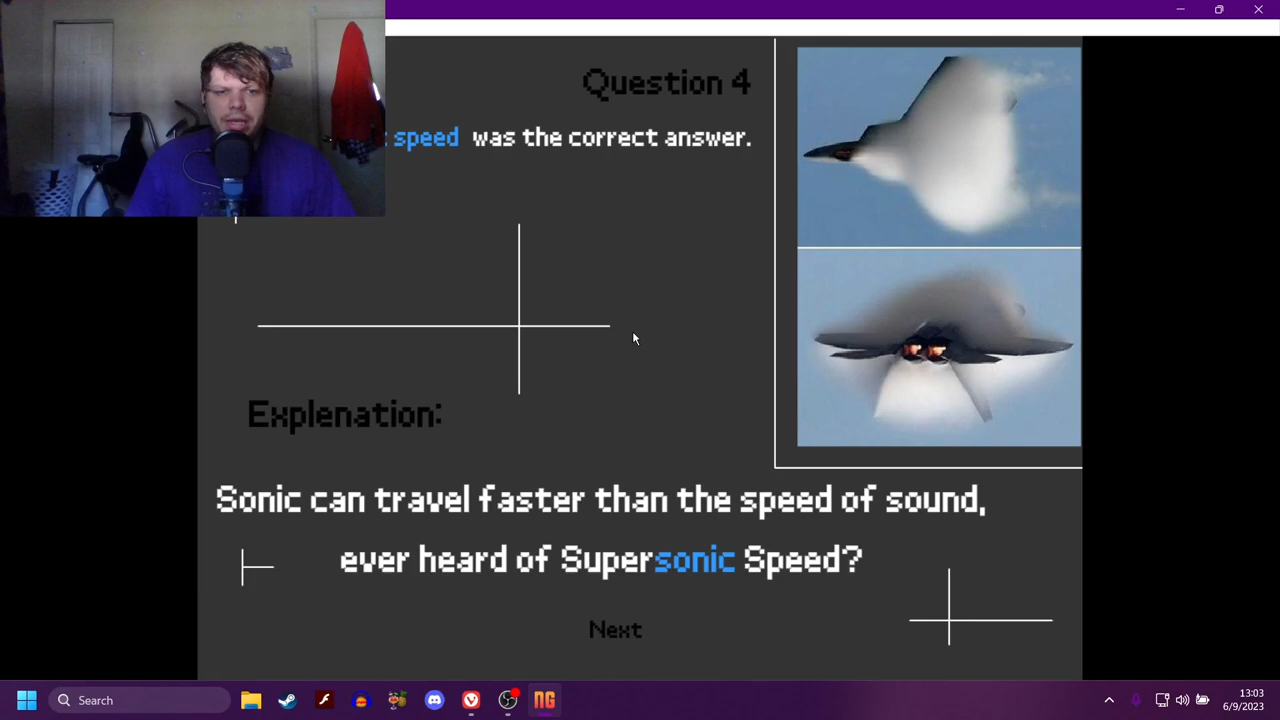 Question 4
speed was the correct answer.
Explenation:
Sonic can travel faster than the speed of sound,
ever heard of Supersonic Speed?
Next
Search
NG
13:03
6/9/2023